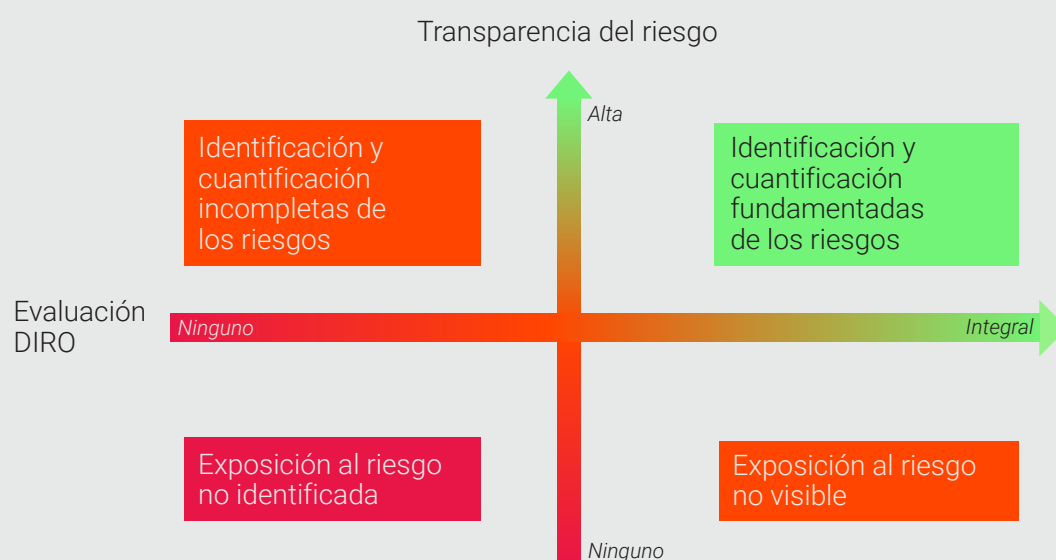 Transparencia del riesgo
Alta
Identificación y
cuantificación
incompletas de
los riesgos
Identificación y
cuantificación
fundamentadas
de los riesgos
Evaluación
DIRO
Ninguno
Integral
Exposición al riesgo
no identificada
Exposición al riesgo
no visible
Ninguno